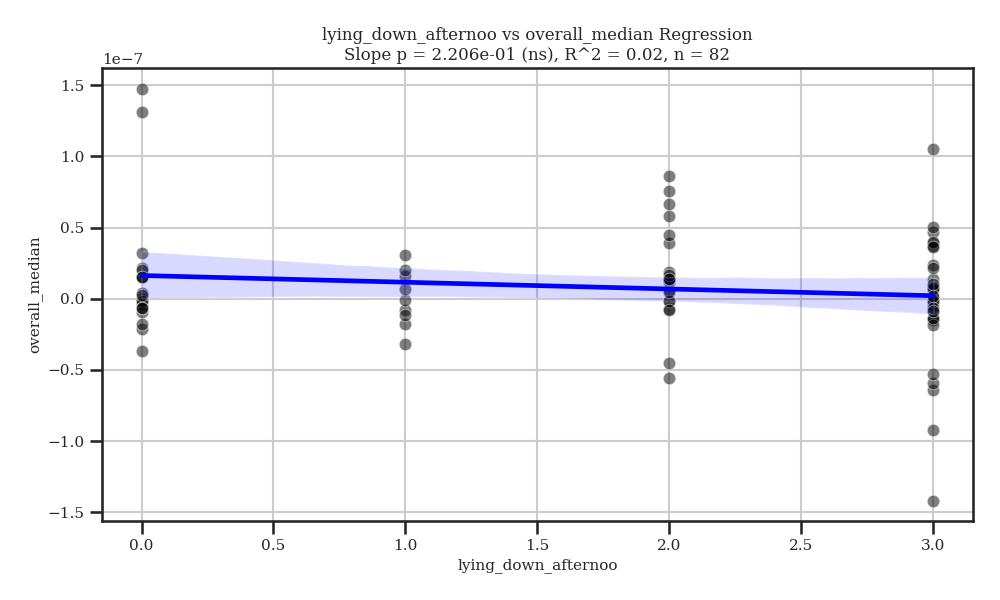 lying_down_afternoo vs overall_median Regression
Slope p = 2.206e-01 (ns), R^2 = 0.02, n = 82
1e−7
1.5
1.0
0.5
0.0
−0.5
−1.0
−1.5
overall_median
0.0 0.5 1.0 1.5 2.0 2.5 3.0
lying_down_afternoo